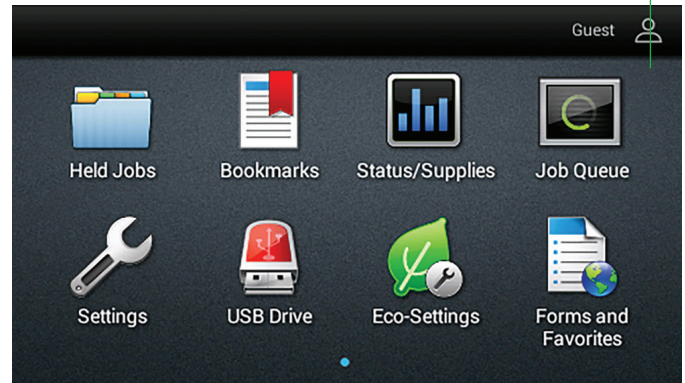 Guest
Held Jobs
Bookmarks
Status/Supplies
Job Queue
Settings
USB Drive
Eco-Settings
Forms and
Favorites